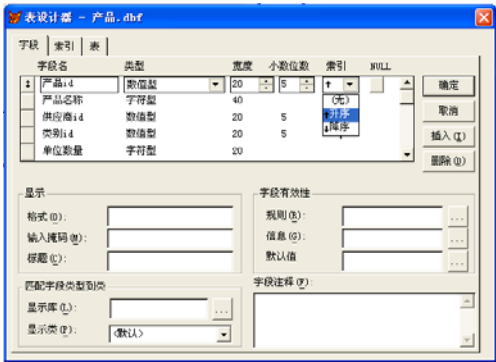 表设计器 - 产品.dbf
字段 索引 表
字段名 类型 宽度 小数位数 索引 NULL
产品id 数值型 20 5 ↑
产品名称 字符型 40 (无)
供应商id 数值型 20 5 ↑升序
类别id 数值型 20 5 ↓降序
单位数量 字符型 20
确定
取消
插入(I)
删除(D)
显示
格式(O):
输入掩码(M):
标题(C):
字段有效性
规则(R):
信息(G):
默认值
匹配字段类型到类
显示库(L):
显示类(P): <默认>
字段注释(F):